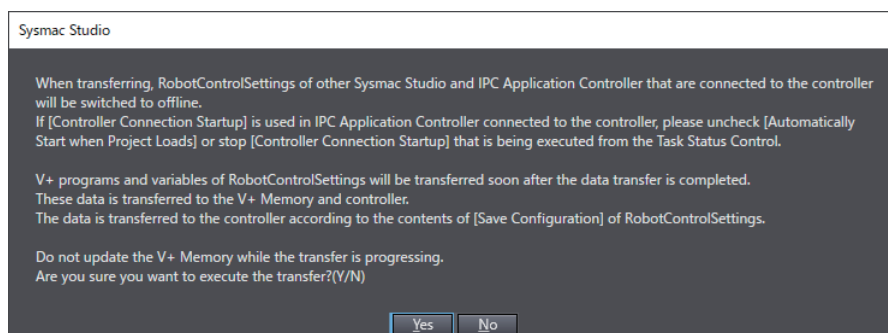 Sysmac Studio
When transferring, RobotControlSettings of other Sysmac Studio and IPC Application Controller that are connected to the controller
will be switched to offline.
If [Controller Connection Startup] is used in IPC Application Controller connected to the controller, please uncheck [Automatically
Start when Project Loads] or stop [Controller Connection Startup] that is being executed from the Task Status Control.
V+ programs and variables of RobotControlSettings will be transferred soon after the data transfer is completed.
These data is transferred to the V+ Memory and controller.
The data is transferred to the controller according to the contents of [Save Configuration] of RobotControlSettings.
Do not update the V+ Memory while the transfer is progressing.
Are you sure you want to execute the transfer?(Y/N)
Yes No